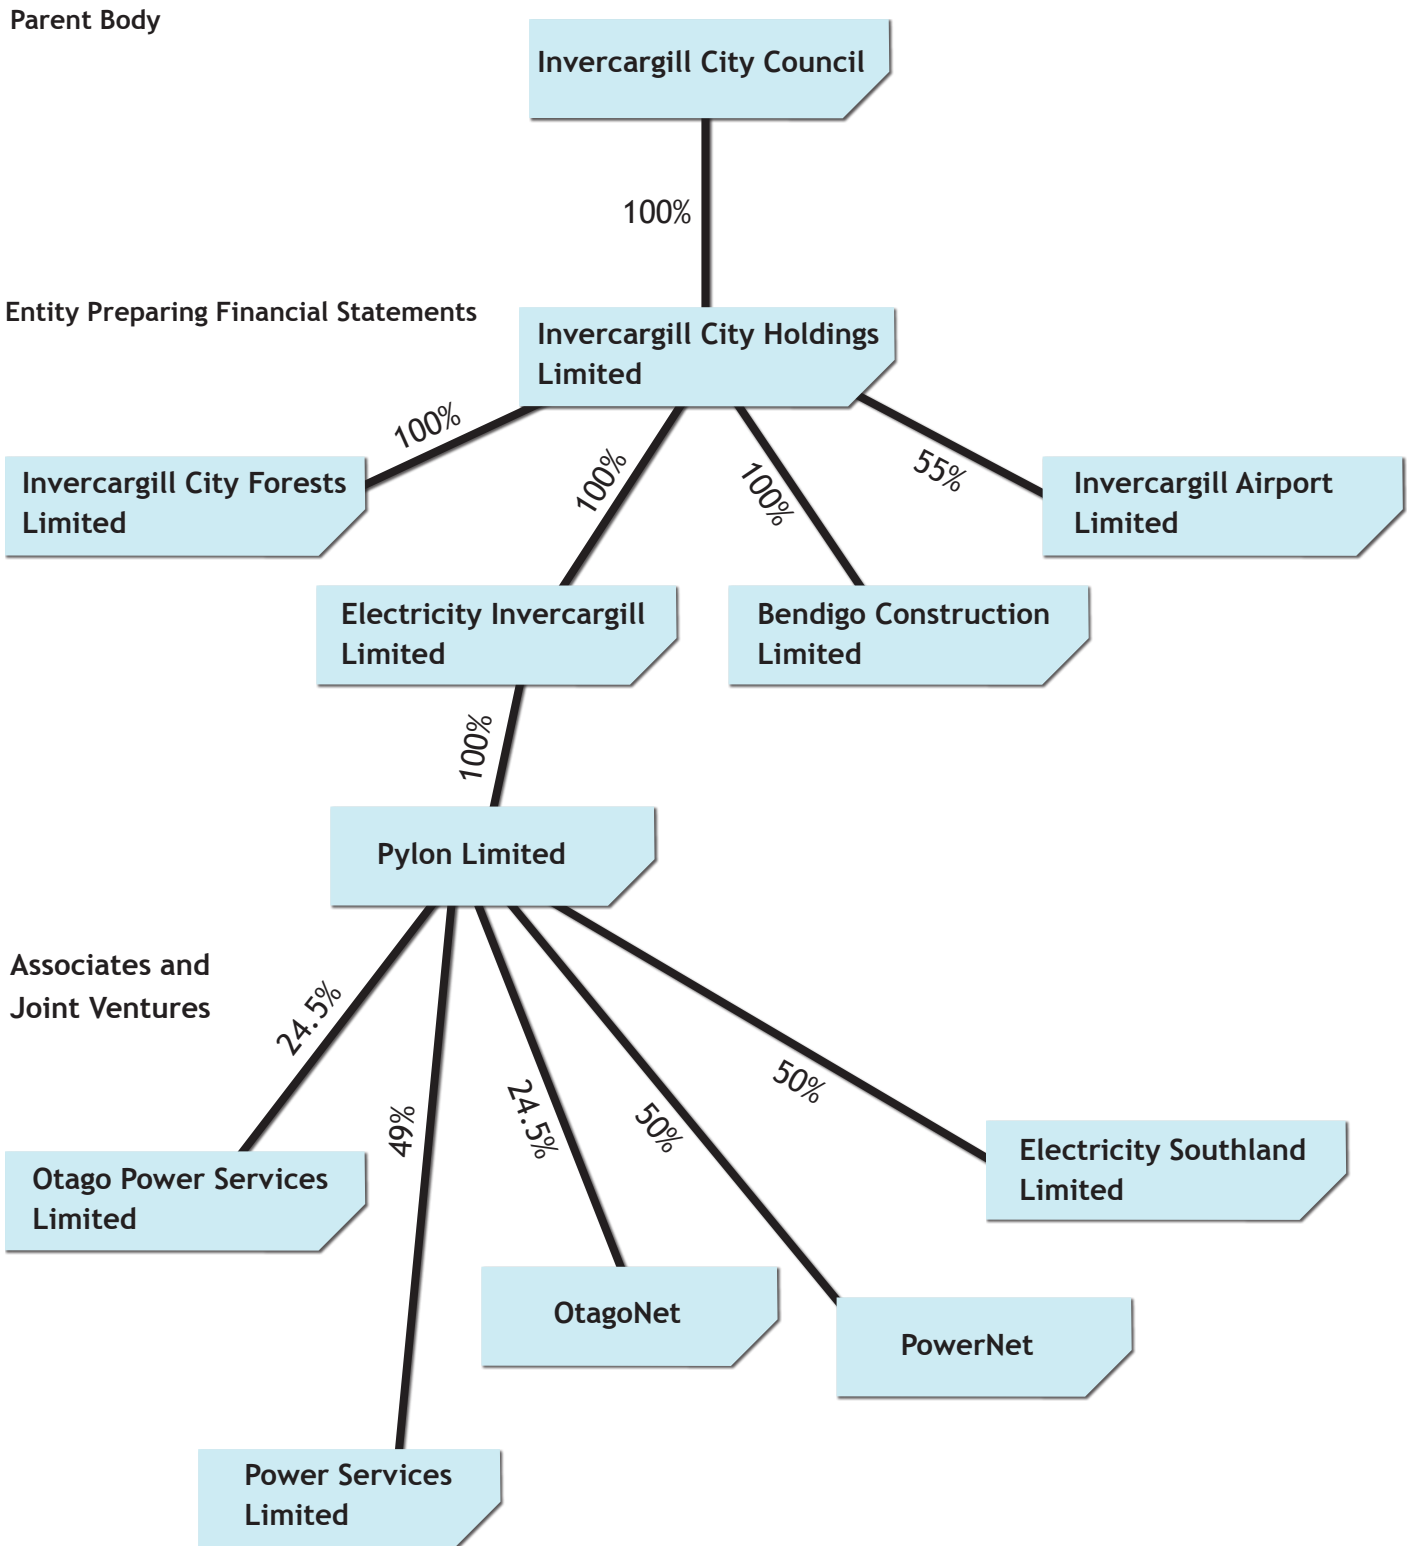 Parent Body
Invercargill City Council
100%
Entity Preparing Financial Statements
Invercargill City Holdings
Limited
100%
100%
100%
55%
Invercargill City Forests
Limited
Invercargill Airport
Limited
Electricity Invercargill
Limited
Bendigo Construction
Limited
100%
Pylon Limited
Associates and
Joint Ventures
24.5%
49%
24.5%
50%
50%
Otago Power Services
Limited
Electricity Southland
Limited
OtagoNet
PowerNet
Power Services
Limited